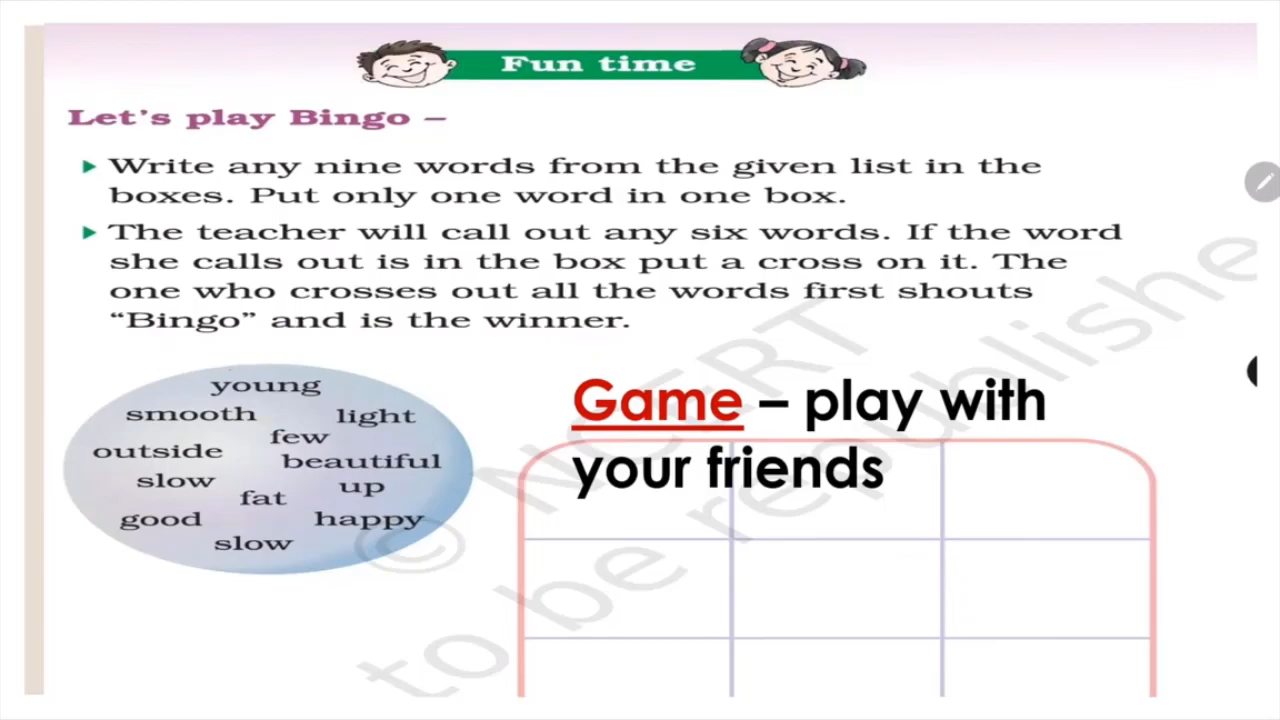 Fun time
Let's play Bingo –
Write any nine words from the given list in the
boxes. Put only one word in one box.
The teacher will call out any six words. If the word
she calls out is in the box put a cross on it. The
one who crosses out all the words first shouts
“Bingo” and is the winner.
young
smooth light
few
outside
beautiful
slow up
fat
good happy
slow
Game – play with
your friends
© NCERT
to be republishe